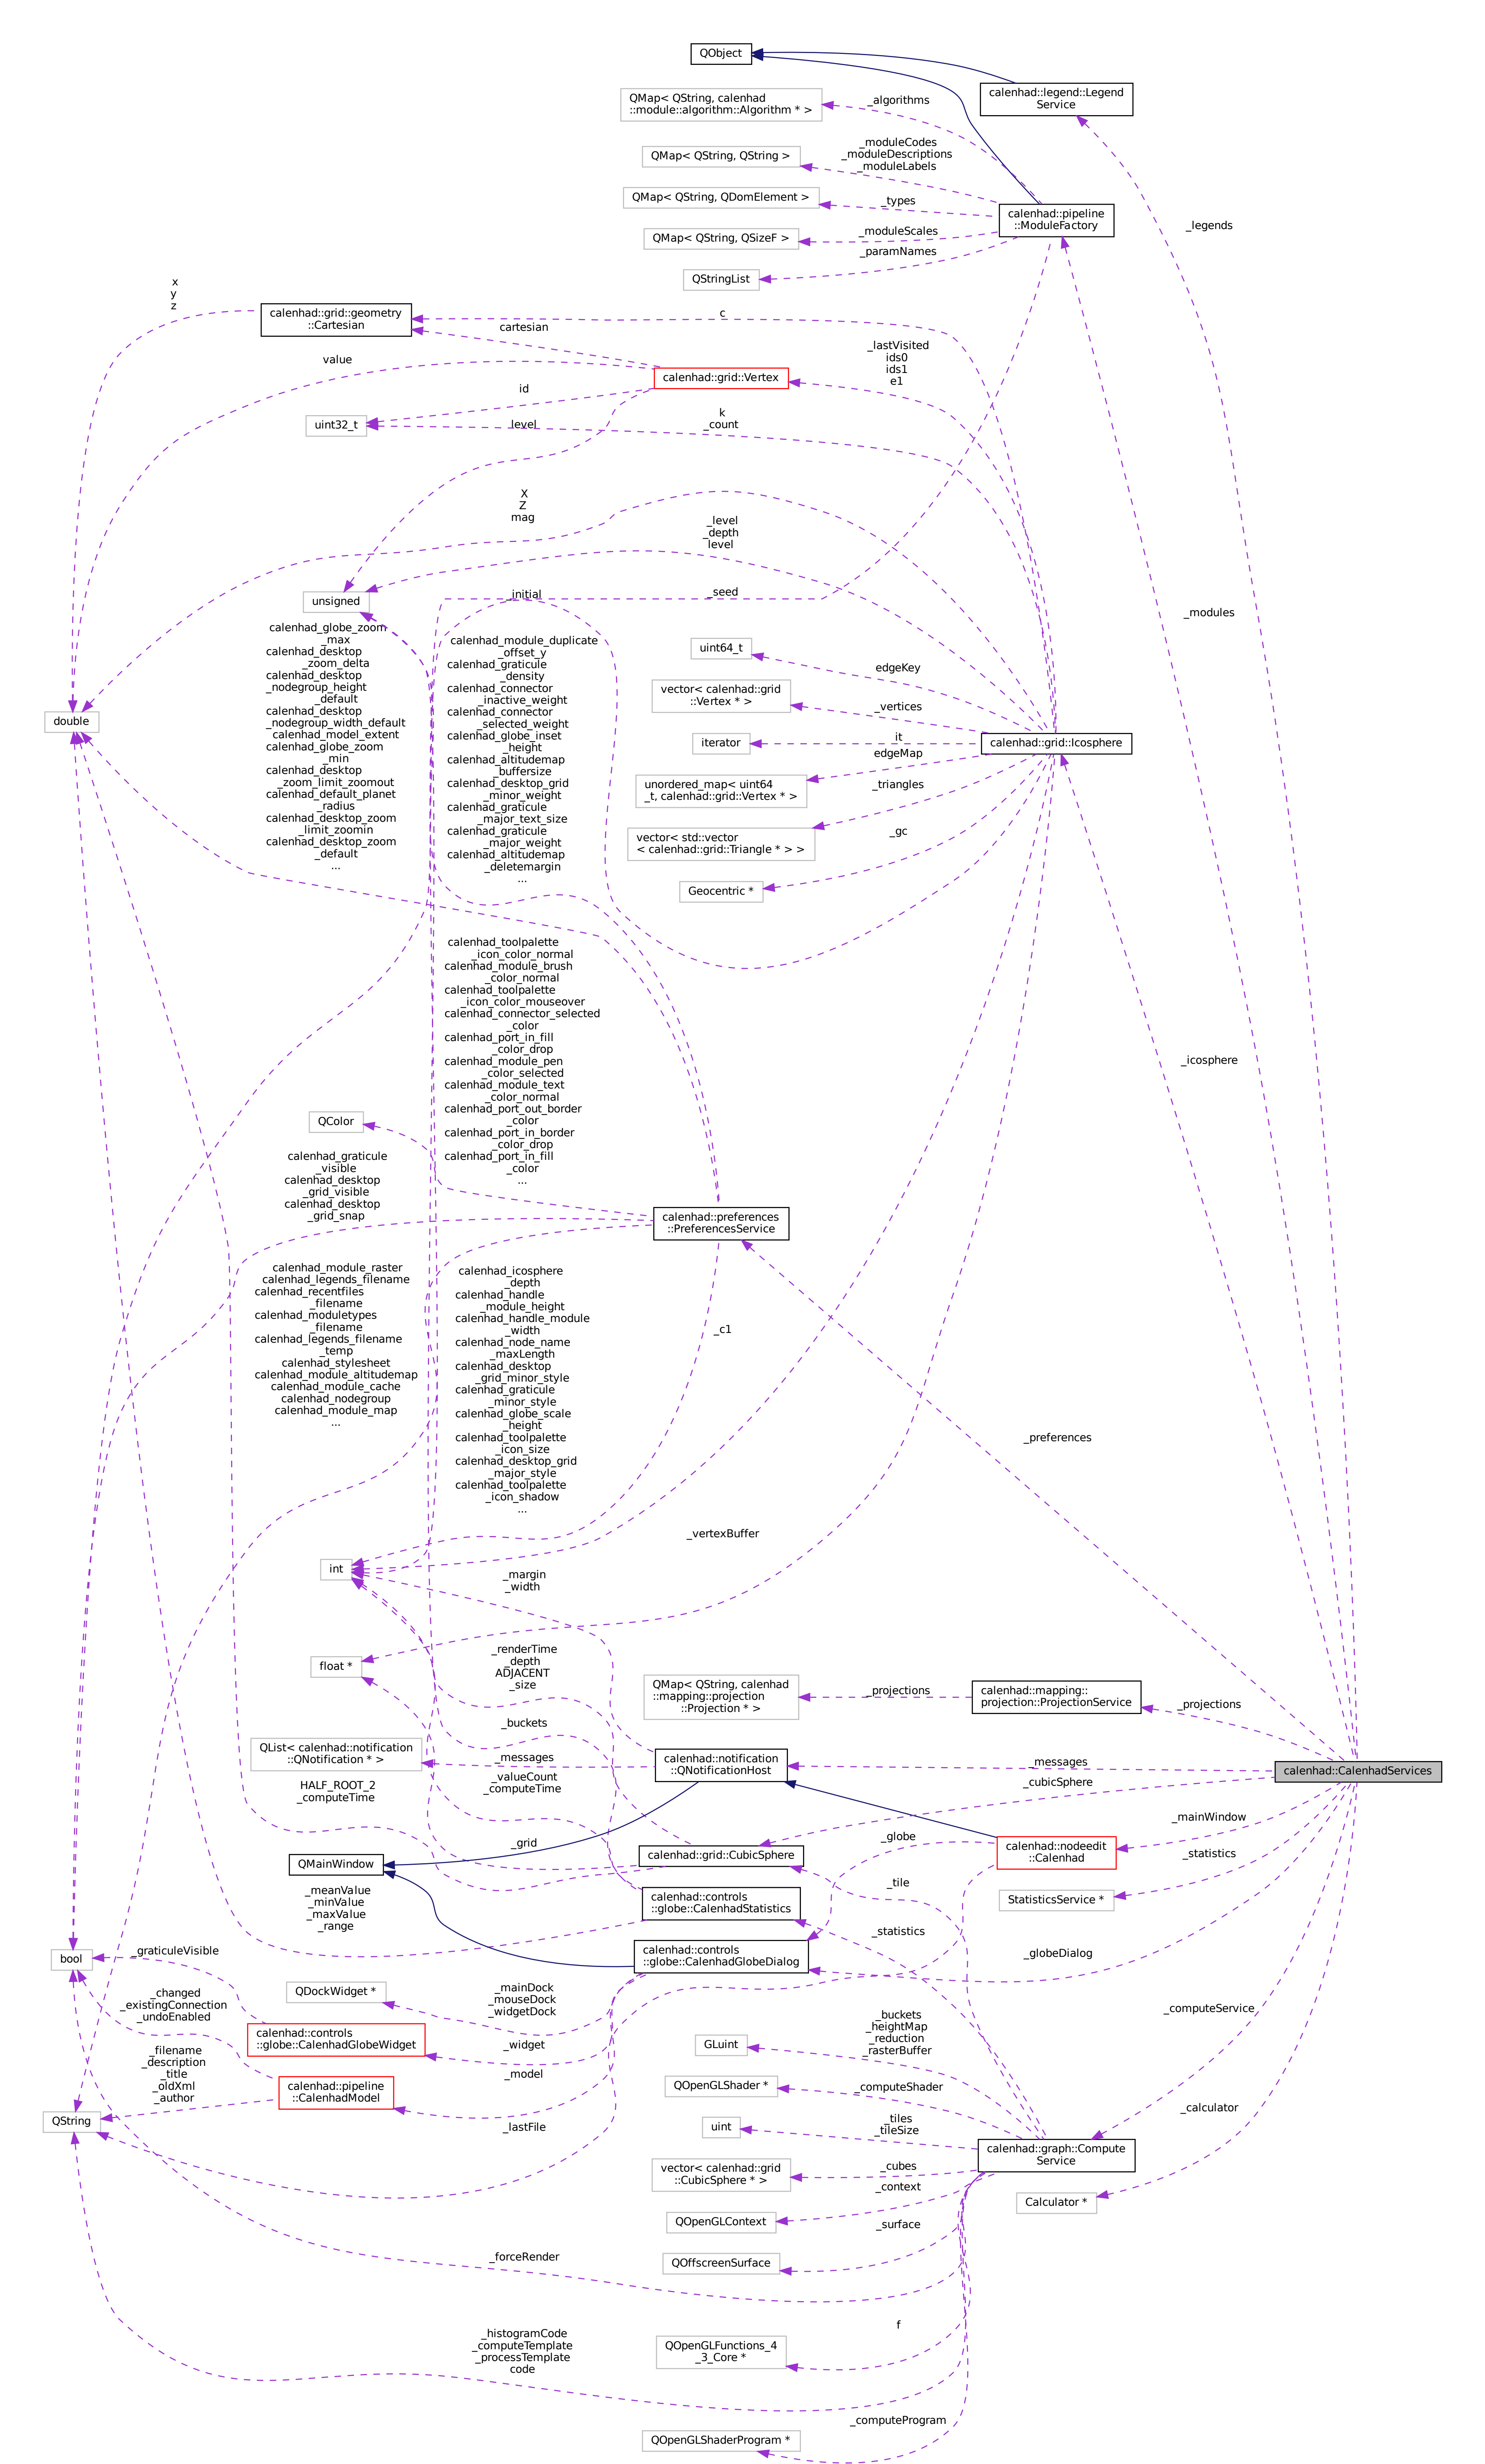 QObject
calenhad::legend::Legend
Service
QMap< QString, calenhad
::module::algorithm::Algorithm * >
_algorithms
_moduleCodes
_moduleDescriptions
_moduleLabels
QMap< QString, QString >
QMap< QString, QDomElement >
_types
calenhad::pipeline
::ModuleFactory
_legends
QMap< QString, QSizeF >
_moduleScales
_paramNames
QStringList
x
y
z
calenhad::grid::geometry
::Cartesian
c
cartesian
_lastVisited
ids0
ids1
e1
value
calenhad::grid::Vertex
id
uint32_t
level
k
_count
X
Z
mag
_level
_depth
level
unsigned
_initial
_seed
_modules
calenhad_globe_zoom
_max
calenhad_desktop
_zoom_delta
calenhad_desktop
_nodegroup_height
_default
calenhad_desktop
_nodegroup_width_default
calenhad_model_extent
calenhad_globe_zoom
_min
calenhad_desktop
_zoom_limit_zoomout
calenhad_default_planet
_radius
calenhad_desktop_zoom
_limit_zoomin
calenhad_desktop_zoom
_default
...
calenhad_module_duplicate
_offset_y
calenhad_graticule
_density
calenhad_connector
_inactive_weight
calenhad_connector
_selected_weight
calenhad_globe_inset
_height
calenhad_altitudemap
_buffersize
calenhad_desktop_grid
_minor_weight
calenhad_graticule
_major_text_size
calenhad_graticule
_major_weight
calenhad_altitudemap
_deletemargin
...
uint64_t
edgeKey
vector< calenhad::grid
::Vertex * >
_vertices
double
iterator
it
calenhad::grid::Icosphere
edgeMap
unordered_map< uint64
_t, calenhad::grid::Vertex * >
_triangles
vector< std::vector
< calenhad::grid::Triangle * > >
_gc
Geocentric *
calenhad_toolpalette
_icon_color_normal
calenhad_module_brush
_color_normal
calenhad_toolpalette
_icon_color_mouseover
calenhad_connector_selected
_color
calenhad_port_in_fill
_color_drop
calenhad_module_pen
_color_selected
calenhad_module_text
_color_normal
calenhad_port_out_border
_color
calenhad_port_in_border
_color_drop
calenhad_port_in_fill
_color
...
_icosphere
QColor
calenhad_graticule
_visible
calenhad_desktop
_grid_visible
calenhad_desktop
_grid_snap
calenhad::preferences
::PreferencesService
calenhad_module_raster
calenhad_legends_filename
calenhad_recentfiles
_filename
calenhad_moduletypes
_filename
calenhad_legends_filename
_temp
calenhad_stylesheet
calenhad_module_altitudemap
calenhad_module_cache
calenhad_nodegroup
calenhad_module_map
...
calenhad_icosphere
_depth
calenhad_handle
_module_height
calenhad_handle_module
_width
calenhad_node_name
_maxLength
calenhad_desktop
_grid_minor_style
calenhad_graticule
_minor_style
calenhad_globe_scale
_height
calenhad_toolpalette
_icon_size
calenhad_desktop_grid
_major_style
calenhad_toolpalette
_icon_shadow
...
_c1
_preferences
_vertexBuffer
int
_margin
_width
float *
_renderTime
_depth
ADJACENT
_size
QMap< QString, calenhad
::mapping::projection
::Projection * >
_projections
calenhad::mapping::
projection::ProjectionService
_projections
_buckets
QList< calenhad::notification
::QNotification * >
_messages
calenhad::notification
::QNotificationHost
_messages
calenhad::CalenhadServices
_cubicSphere
_valueCount
_computeTime
HALF_ROOT_2
_computeTime
_mainWindow
_grid
_globe
calenhad::grid::CubicSphere
calenhad::nodeedit
::Calenhad
_statistics
QMainWindow
_tile
StatisticsService *
_meanValue
_minValue
_maxValue
_range
calenhad::controls
::globe::CalenhadStatistics
_statistics
bool
_graticuleVisible
calenhad::controls
::globe::CalenhadGlobeDialog
_globeDialog
QDockWidget *
_mainDock
_mouseDock
_widgetDock
_changed
_existingConnection
_undoEnabled
calenhad::controls
::globe::CalenhadGlobeWidget
_widget
_buckets
_heightMap
_reduction
_rasterBuffer
GLuint
_computeService
_filename
_description
_title
_oldXml
_author
calenhad::pipeline
::CalenhadModel
_model
QOpenGLShader *
_computeShader
QString
_lastFile
uint
_tiles
_tileSize
_calculator
calenhad::graph::Compute
Service
vector< calenhad::grid
::CubicSphere * >
_cubes
_context
Calculator *
QOpenGLContext
_surface
QOffscreenSurface
_forceRender
f
_histogramCode
_computeTemplate
_processTemplate
code
QOpenGLFunctions_4
_3_Core *
_computeProgram
QOpenGLShaderProgram *